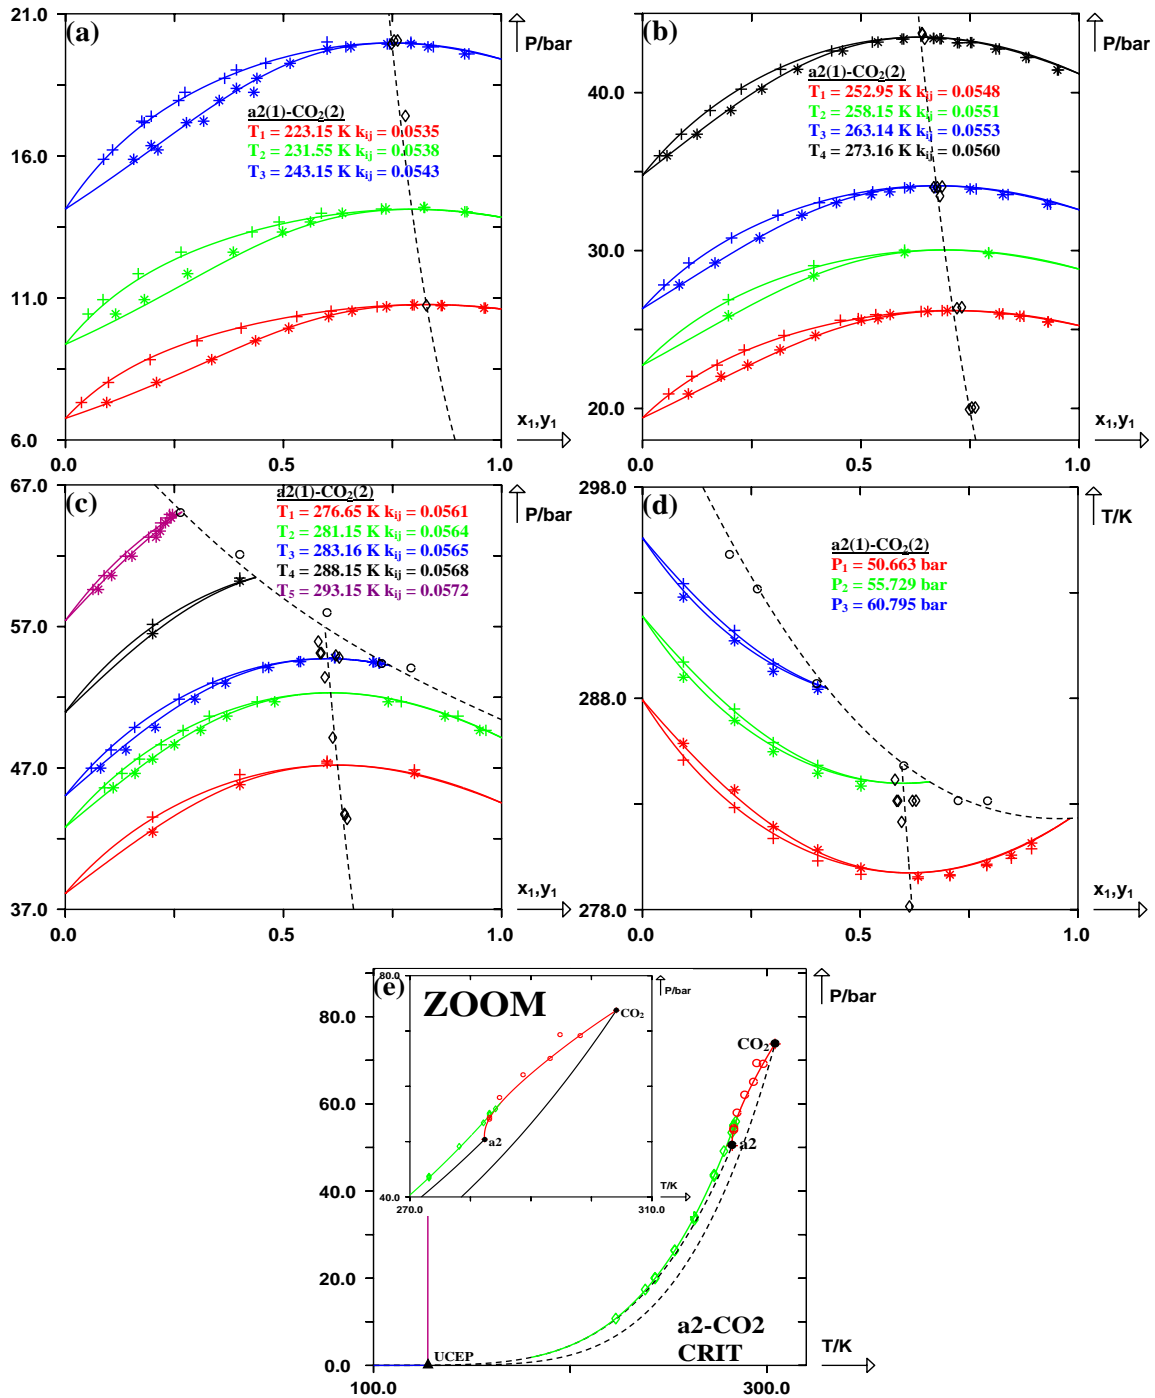 (a)
21.0
P/bar
16.0
11.0
6.0
a2(1)-CO2(2)
T1 = 223.15 K kij = 0.0535
T2 = 231.55 K kij = 0.0538
T3 = 243.15 K kij = 0.0543
x1,y1
0.0 0.5 1.0
(b)
P/bar
40.0
30.0
20.0
a2(1)-CO2(2)
T1 = 252.95 K kij = 0.0548
T2 = 258.15 K kij = 0.0551
T3 = 263.14 K kij = 0.0553
T4 = 273.16 K kij = 0.0560
x1,y1
0.0 0.5 1.0
(c)
67.0
P/bar
57.0
47.0
37.0
a2(1)-CO2(2)
T1 = 276.65 K kij = 0.0561
T2 = 281.15 K kij = 0.0564
T3 = 283.16 K kij = 0.0565
T4 = 288.15 K kij = 0.0568
T5 = 293.15 K kij = 0.0572
x1,y1
0.0 0.5 1.0
(d)
298.0
T/K
288.0
278.0
a2(1)-CO2(2)
P1 = 50.663 bar
P2 = 55.729 bar
P3 = 60.795 bar
x1,y1
0.0 0.5 1.0
(e)
80.0
P/bar
ZOOM
CO2
a2
40.0
T/K
270.0 310.0
P/bar
80.0
60.0
40.0
20.0
0.0
CO2
a2
UCEP
a2-CO2
CRIT
T/K
100.0 300.0